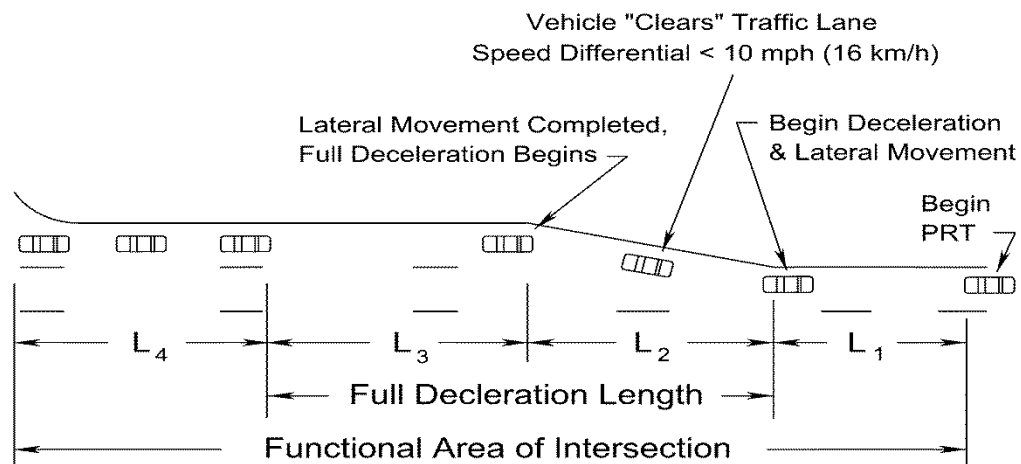 Vehicle "Clears" Traffic Lane
Speed Differential < 10 mph (16 km/h)
Lateral Movement Completed,
Full Deceleration Begins
Begin Deceleration
& Lateral Movement
Begin
PRT
L4
L3
L2
L1
Full Decleration Length
Functional Area of Intersection